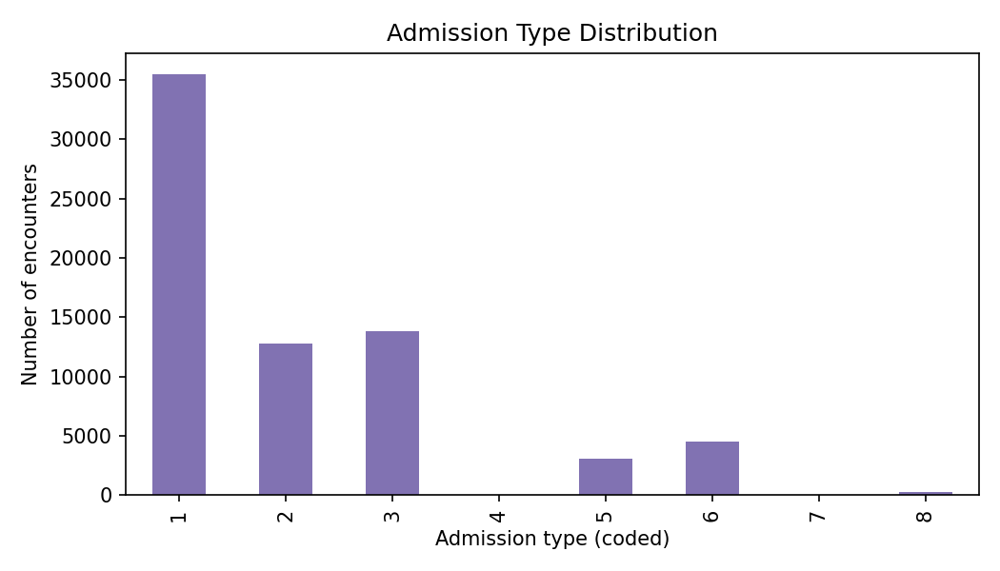 Admission Type Distribution
Number of encounters
35000
30000
25000
20000
15000
10000
5000
0
1 2 3 4 5 6 7 8
Admission type (coded)